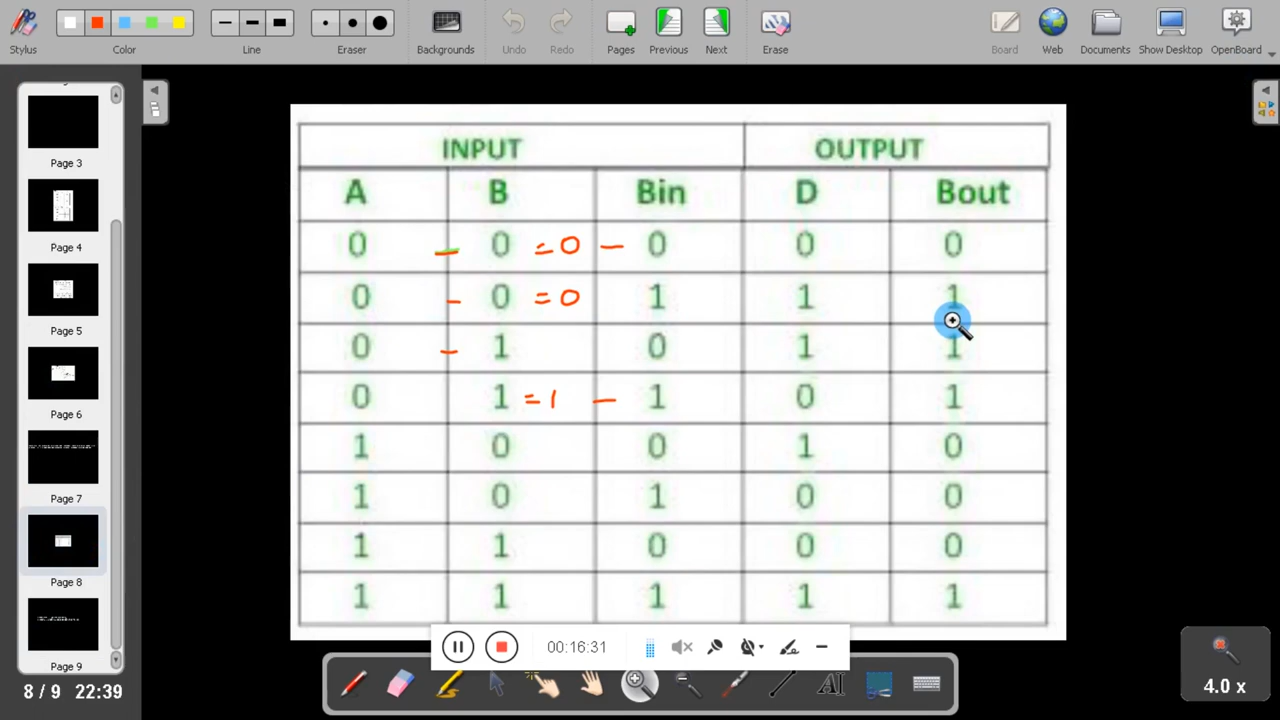 Stylus Color Line Eraser Backgrounds Undo Redo Pages Previous Next Erase Board Web Documents Show Desktop OpenBoard
Page 3
Page 4
Page 5
Page 6
Page 7
Page 8
Page 9
8 / 9 22:39
INPUT OUTPUT
A B Bin D Bout
0 - 0 =0 - 0 0 0
0 - 0 =0 1 1 1
0 - 1 0 1 1
0 1 =1 - 1 0 1
1 0 0 1 0
1 0 1 0 0
1 1 0 0 0
1 1 1 1 1
00:16:31
AI
4.0 x